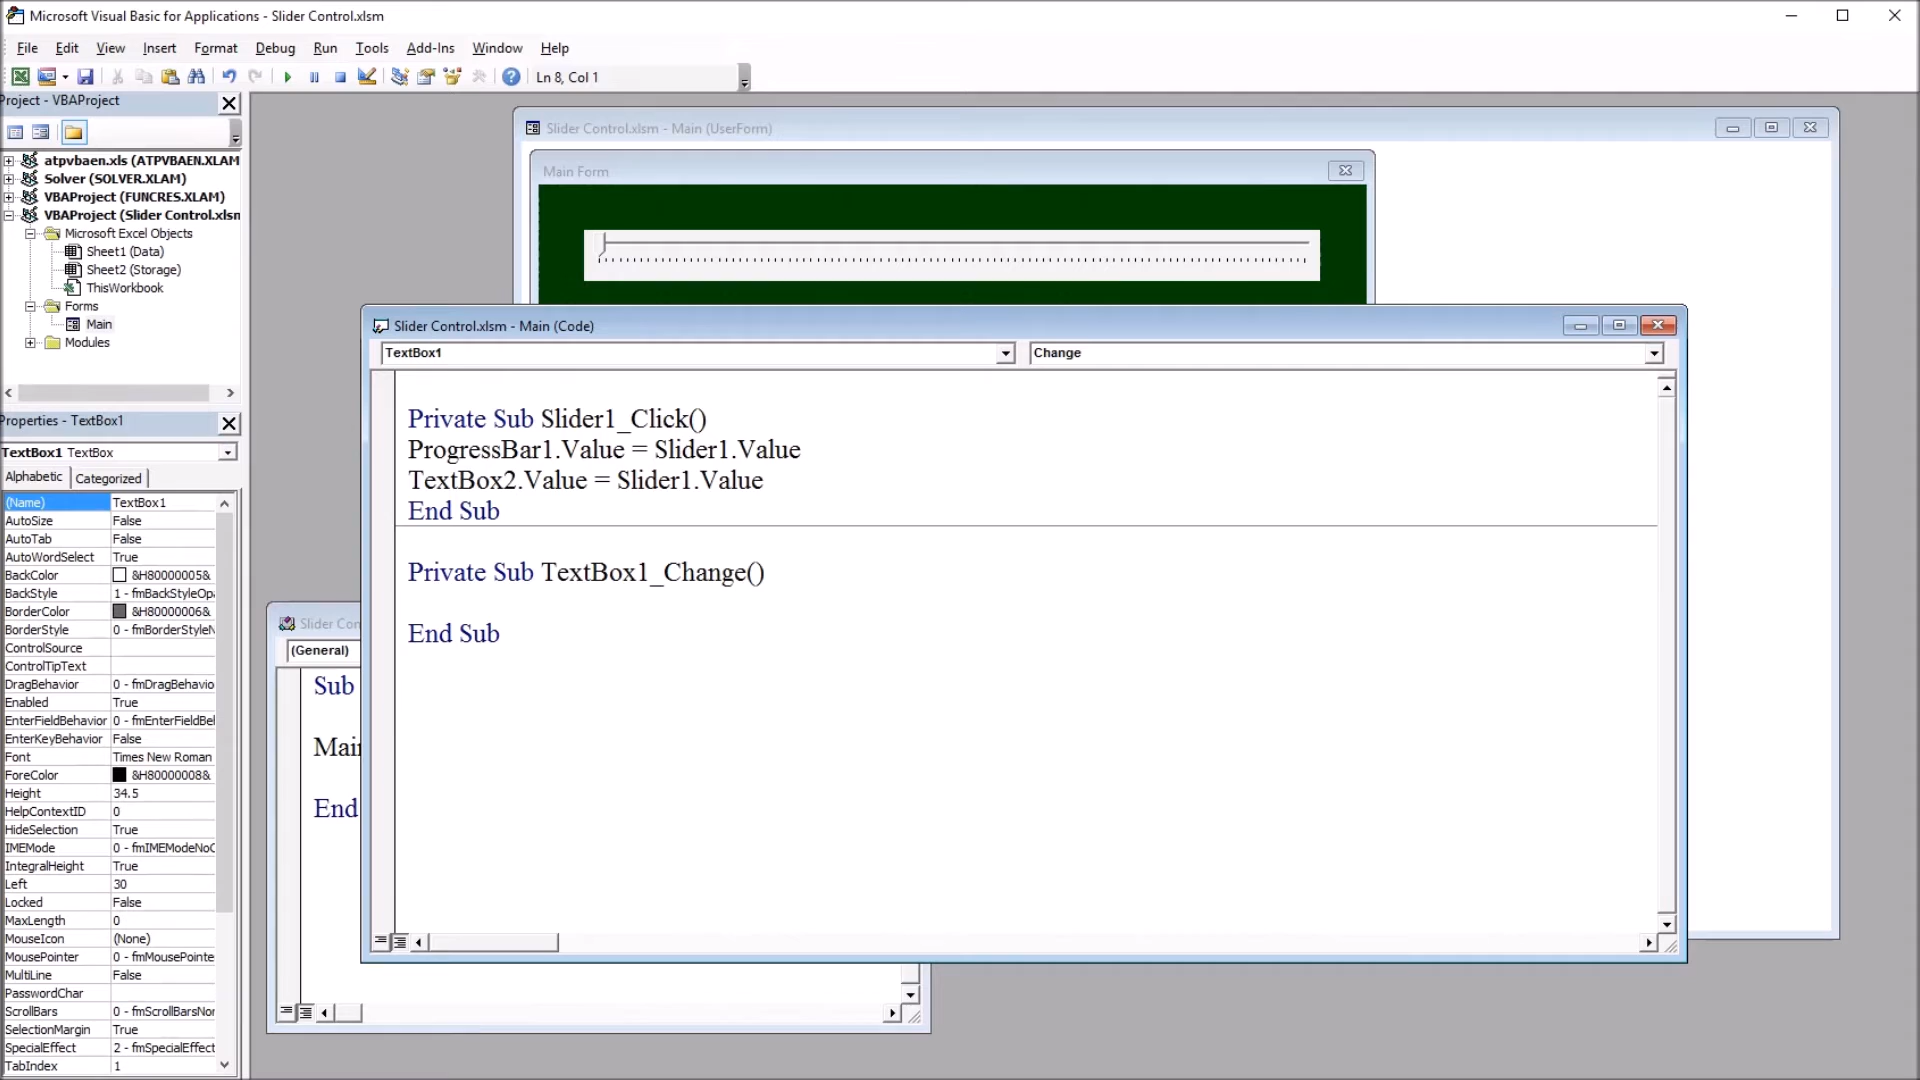 Microsoft Visual Basic for Applications - Slider Control.xlsm
File Edit View Insert Format Debug Run Tools Add-Ins Window Help
Ln 8, Col 1
Project - VBAProject
atpvbaen.xls (ATPVBAEN.XLAM
Solver (SOLVER.XLAM)
VBAProject (FUNCRES.XLAM)
VBAProject (Slider Control.xlsm
Microsoft Excel Objects
Sheet1 (Data)
Sheet2 (Storage)
ThisWorkbook
Forms
Main
Modules
Properties - TextBox1
TextBox1 TextBox
Alphabetic Categorized
(Name) TextBox1
AutoSize False
AutoTab False
AutoWordSelect True
BackColor &H80000005&
BackStyle 1 - fmBackStyleOpa
BorderColor &H80000006&
BorderStyle 0 - fmBorderStyleN
ControlSource
ControlTipText
DragBehavior 0 - fmDragBehavio
Enabled True
EnterFieldBehavior 0 - fmEnterFieldBel
EnterKeyBehavior False
Font Times New Roman
ForeColor &H80000008&
Height 34.5
HelpContextID 0
HideSelection True
IMEMode 0 - fmIMEModeNoC
IntegralHeight True
Left 30
Locked False
MaxLength 0
MouseIcon (None)
MousePointer 0 - fmMousePointe
MultiLine False
PasswordChar
ScrollBars 0 - fmScrollBarsNor
SelectionMargin True
SpecialEffect 2 - fmSpecialEffect
TabIndex 1
Slider Control.xlsm - Main (UserForm)
Main Form
Slider Control.xlsm - Main (Code)
TextBox1 Change
Private Sub Slider1_Click()
ProgressBar1.Value = Slider1.Value
TextBox2.Value = Slider1.Value
End Sub
Private Sub TextBox1_Change()
End Sub
Slider Con
(General)
Sub
Main
End